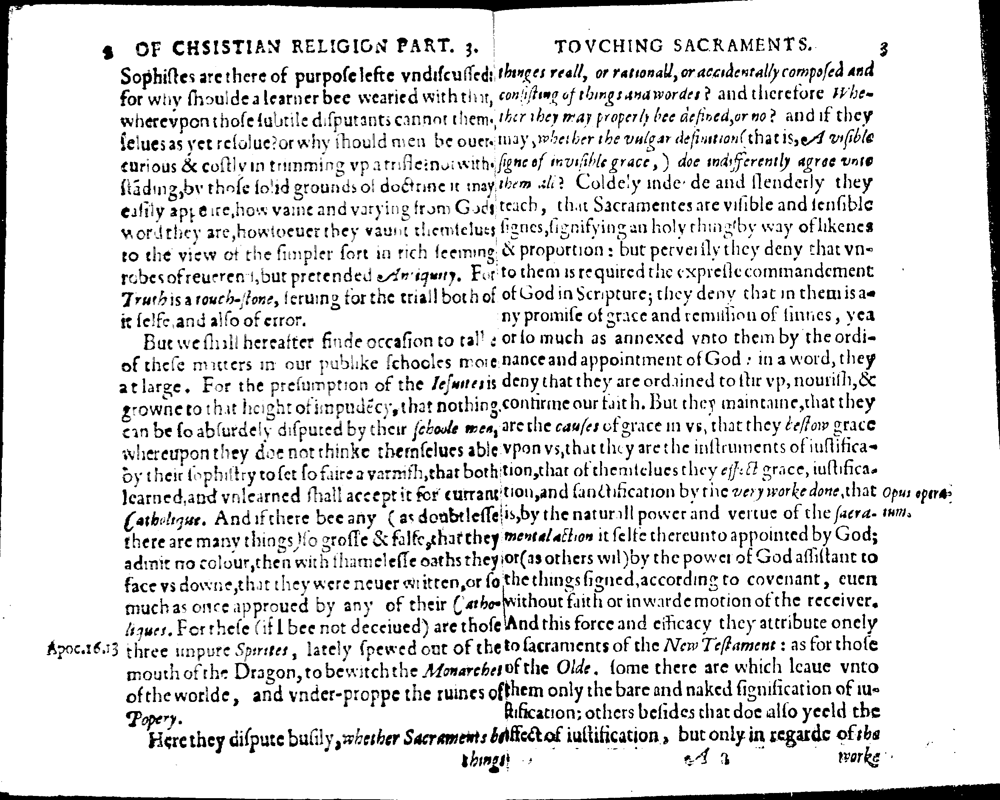 2 OF CHSISTIAN RELIGION PART. 3.
Sophiſtes are there of purpoſe lefte vndiſcuſſed:
for why ſhoulde a learner bee wearied with that,
wherevpon thoſe ſubtile diſputants cannot them-
ſelues as yet reſolue? or why ſhould men be ouer-
curious & coſtly in trimming vp a trifle: notwith-
ſtāding, by thoſe ſolid grounds of doctrine it may
eaſily appeare, how vaine and varying from Gods
word they are, howſoeuer they vaunt themſelues
to the view of the ſimpler ſort in rich ſeeming
robes of reuerend, but pretended Antiquity. For
Truth is a touch-ſtone, ſeruing for the triall both of
it ſelfe, and alſo of error.
But we ſhall hereafter finde occaſion to talke
of theſe matters in our publike ſchooles more
at large. For the preſumption of the Ieſuites is
growne to that height of impudēcy, that nothing
can be ſo abſurdely diſputed by their ſchoole men,
whereupon they doe not thinke themſelues able
by their ſophiſtry to ſet ſo faire a varniſh, that both
learned, and vnlearned ſhall accept it for currant
Catholique. And if there bee any (as doubtleſſe
there are many things) ſo groſſe & falſe, that they
admit no colour, then with ſhameleſſe oaths they
face vs downe, that they were neuer written, or ſo
much as once approued by any of their Catho-
liques. For theſe (if I bee not deceiued) are thoſe
Apoc.16.13
three unpure Spirites, lately ſpewed out of the
mouth of the Dragon, to bewitch the Monarches
of the worlde, and vnder-proppe the ruines of
Popery.
Here they diſpute buſily, whether Sacraments be
things
TOVCHING SACRAMENTS. 3
thinges reall, or rationall, or accidentally compoſed and
conſiſting of things and wordes? and therefore Whe-
ther they may properly bee defined, or no? and if they
may, whether the vulgar definition (that is, A viſible
ſigne of inviſible grace,) doe indifferently agree vnto
them all? Coldely indeede and ſlenderly they
teach, that Sacramentes are viſible and ſenſible
ſignes, ſignifying an holy thing by way of likenes
& proportion: but perverſly they deny that vn-
to them is required the expreſſe commandement
of God in Scripture; they deny that in them is a-
ny promiſe of grace and remiſſion of ſinnes, yea
or ſo much as annexed vnto them by the ordi-
nance and appointment of God: in a word, they
deny that they are ordained to ſtir vp, nouriſh, &
confirme our faith. But they maintaine, that they
are the cauſes of grace in vs, that they beſtow grace
vpon vs, that they are the inſtruments of iuſtifica-
tion, that of themſelues they effect grace, iuſtifica-
tion, and ſanctification by the very worke done, that
Opus opera-
is, by the naturall power and vertue of the ſacra-
tum.
mental action it ſelfe thereunto appointed by God;
or (as others wil) by the power of God aſſiſtant to
the things ſigned, according to covenant, euen
without faith or inwarde motion of the receiver.
And this force and efficacy they attribute onely
to ſacraments of the New Teſtament: as for thoſe
of the Olde. ſome there are which leaue vnto
them only the bare and naked ſignification of iu-
ſtification; others beſides that doe alſo yeeld the
effect of iuſtification, but only in regarde of the
A 2 worke